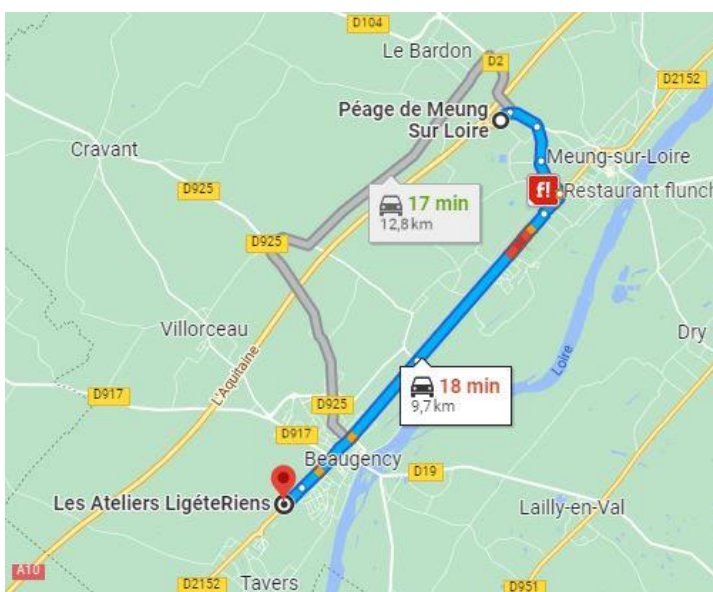 D104
Le Bardon
D2
D2152
Péage de Meung
Sur Loire
Cravant
Meung-sur-Loire
D925
f!
Restaurant flunch
17 min
12,8 km
D925
Villorceau
Dry
L'Aquitaine
Loire
18 min
9,7 km
D917
D925
D917
Beaugency
D19
Les Ateliers LigéteRiens
Lailly-en-Val
A10
D2152
Tavers
D951